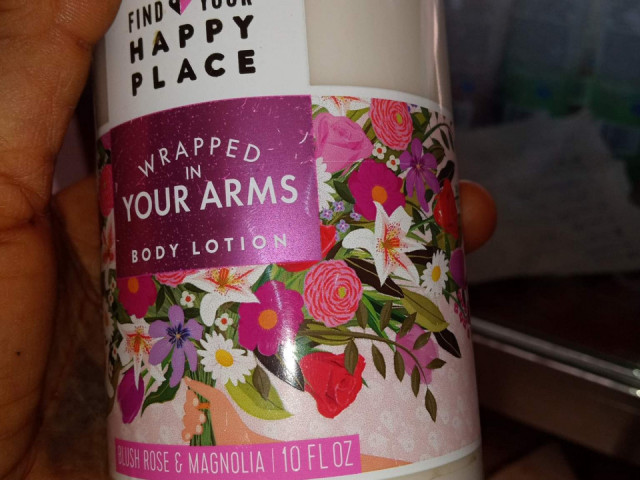 FIND YOUR
HAPPY
PLACE
WRAPPED
IN
YOUR ARMS
BODY LOTION
BLUSH ROSE & MAGNOLIA | 10 FL OZ